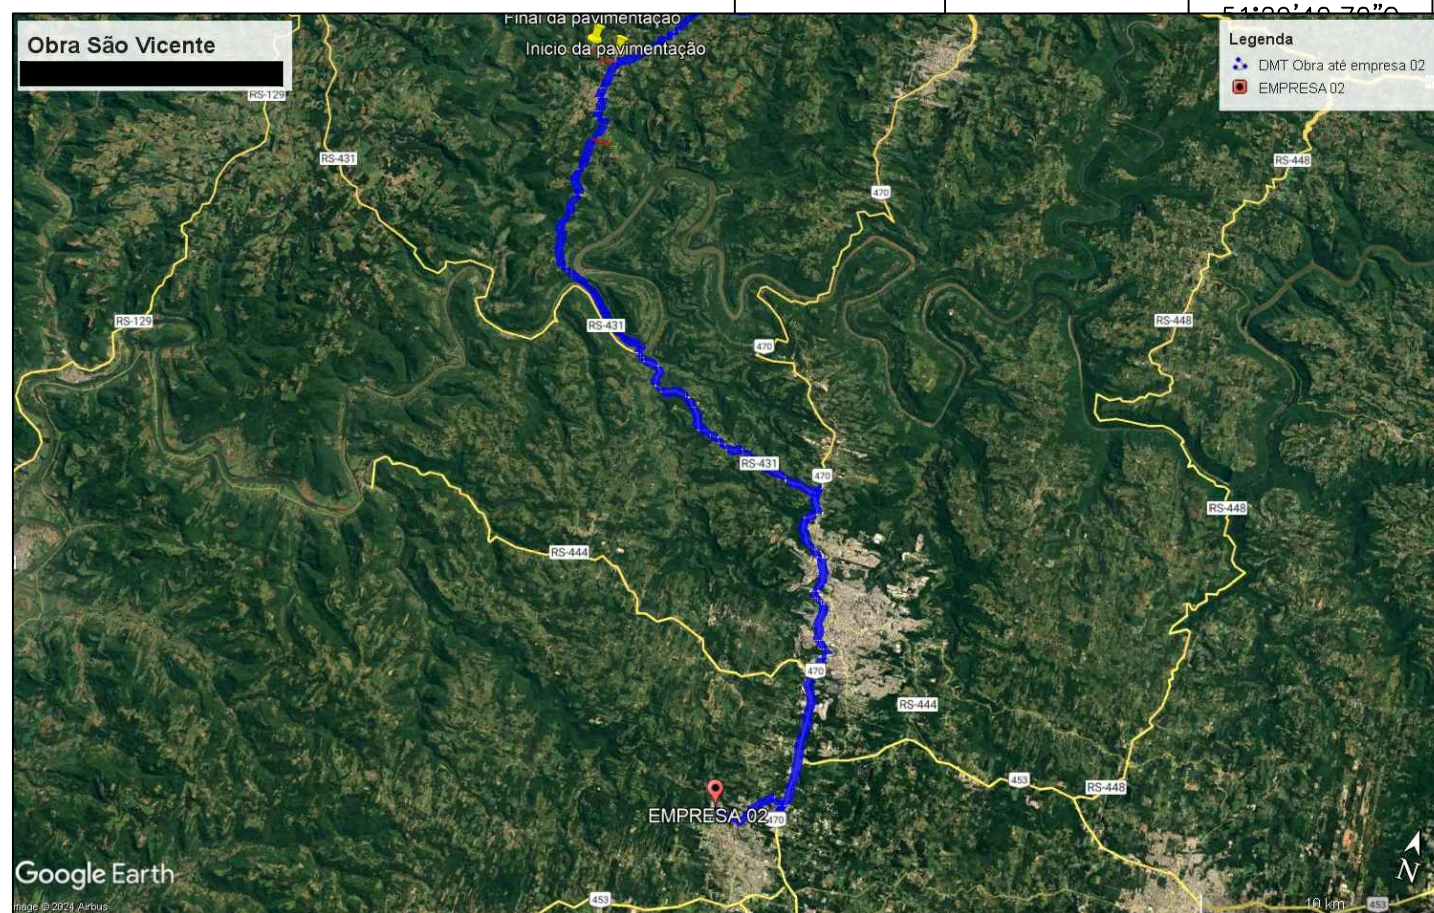 Final da pavimentação
Obra São Vicente
Inicio da pavimentação
Legenda
DMT Obra até empresa 02
EMPRESA 02
RS-129
RS-431
RS-448
470
RS-129
RS-431
RS-448
470
RS-431
470
RS-448
RS-444
470
RS-444
453
RS-448
EMPRESA 02
470
Google Earth
N
Image © 2024 Airbus
453
10 km
453